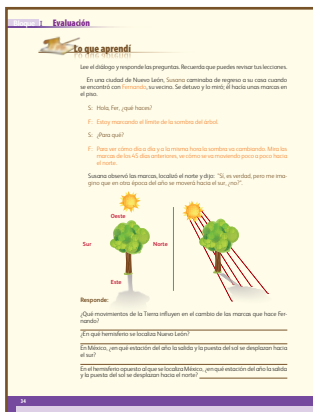 Bloque I Evaluación
Lo que aprendí
Lee el diálogo y responde las preguntas. Recuerda que puedes revisar tus lecciones.
En una ciudad de Nuevo León, Susana caminaba de regreso a su casa cuando
se encontró con Fernando, su vecino. Se detuvo y lo miró; él hacía unas marcas en
el piso.
S: Hola, Fer, ¿qué haces?
F: Estoy marcando el límite de la sombra del árbol.
S: ¿Para qué?
F: Para ver cómo día a día y a la misma hora la sombra va cambiando. Mira las
marcas de los 45 días anteriores, se ve cómo se va moviendo poco a poco hacia
el norte.
Susana observó las marcas, localizó el norte y dijo: "Sí, es verdad, pero me ima-
gino que en otra época del año se moverá hacia el sur, ¿no?".
Oeste
Sur
Norte
Este
Responde:
¿Qué movimientos de la Tierra influyen en el cambio de las marcas que hace Fer-
nando?
¿En qué hemisferio se localiza Nuevo León?
En México, ¿en qué estación del año la salida y la puesta del sol se desplazan hacia
el sur?
En el hemisferio opuesto al que se localiza México, ¿en qué estación del año la salida
y la puesta del sol se desplazan hacia el norte?
34